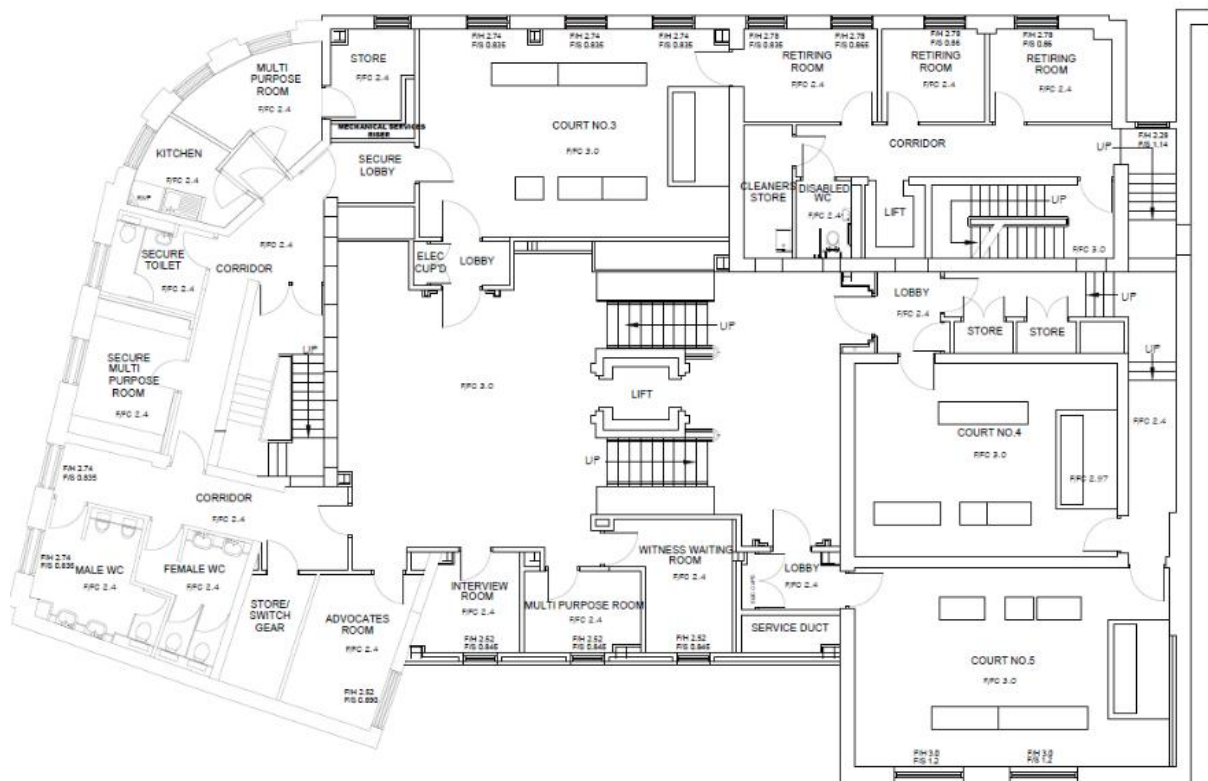 F/H 2.74
F/S 0.835
F/H 2.74
F/S 0.835
F/H 2.74
F/S 0.835
F/H 2.78
F/S 0.835
F/H 2.78
F/S 0.865
F/H 2.78
F/S 0.86
F/H 2.78
F/S 0.86
MULTI
PURPOSE
ROOM
F/FC 2.4
STORE
F/FC 2.4
MECHANICAL SERVICES
RISER
COURT NO.3
F/FC 3.0
RETIRING
ROOM
F/FC 2.4
RETIRING
ROOM
F/FC 2.4
RETIRING
ROOM
F/FC 2.4
KITCHEN
F/FC 2.4
SECURE
LOBBY
CORRIDOR
F/H 2.28
F/S 1.14
UP
CLEANERS
STORE
DISABLED
WC
F/FC 2.4
LIFT
UP
F/FC 3.0
SECURE
TOILET
F/FC 2.4
F/FC 2.4
CORRIDOR
ELEC
CUP'D
LOBBY
LOBBY
F/FC 2.4
STORE
STORE
UP
UP
UP
SECURE
MULTI
PURPOSE
ROOM
F/FC 2.4
UP
F/FC 3.0
LIFT
UP
COURT NO.4
F/FC 3.0
F/FC 2.97
F/FC 2.4
F/H 2.74
F/S 0.835
CORRIDOR
F/FC 2.4
F/H 2.74
F/S 0.835
MALE WC
F/FC 2.4
FEMALE WC
F/FC 2.4
STORE/
SWITCH
GEAR
ADVOCATES
ROOM
F/FC 2.4
F/H 2.52
F/S 0.890
INTERVIEW
ROOM
F/FC 2.4
F/H 2.52
F/S 0.845
MULTI PURPOSE ROOM
F/FC 2.4
F/H 2.52
F/S 0.845
WITNESS WAITING
ROOM
F/FC 2.4
F/H 2.52
F/S 0.845
LOBBY
F/FC 2.4
SERVICE DUCT
COURT NO.5
F/FC 3.0
F/H 3.0
F/S 1.2
F/H 3.0
F/S 1.2